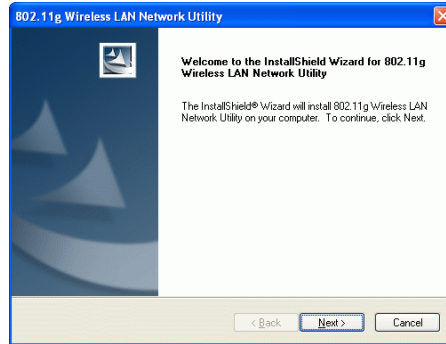 802.11g Wireless LAN Network Utility
Welcome to the InstallShield Wizard for 802.11g
Wireless LAN Network Utility
The InstallShield® Wizard will install 802.11g Wireless LAN
Network Utility on your computer. To continue, click Next.
< Back Next > Cancel